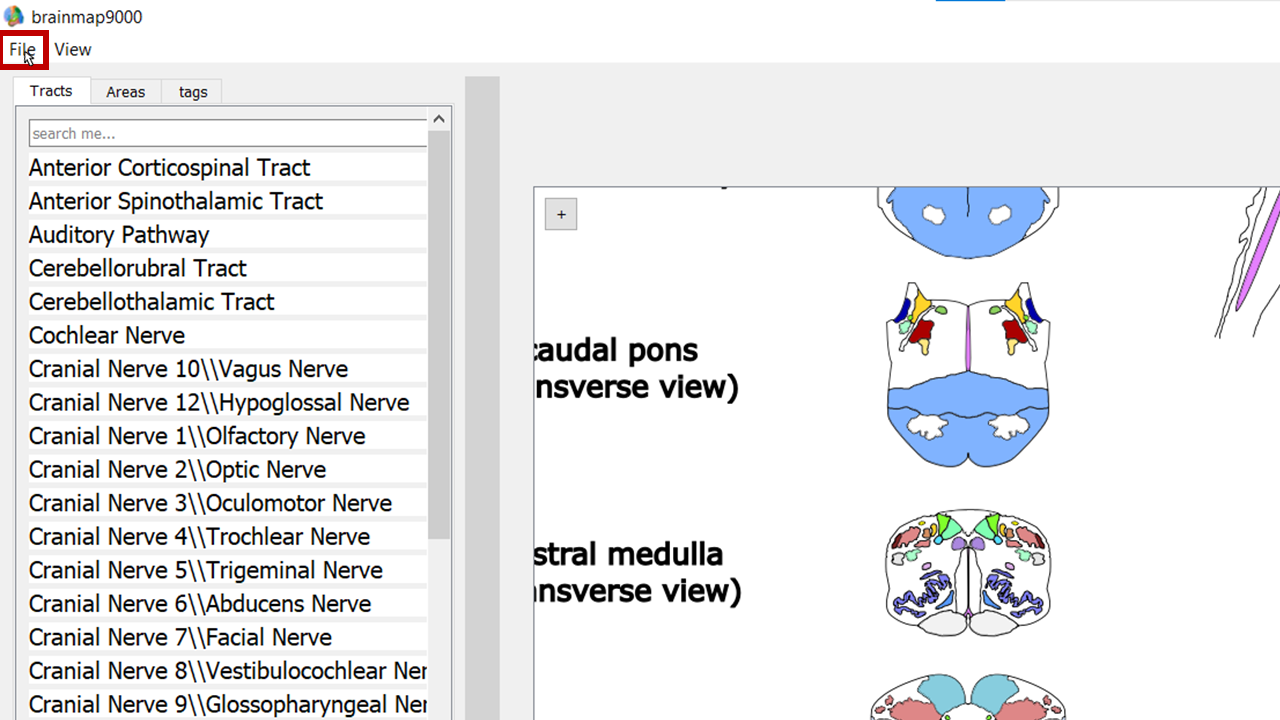 brainmap9000
File View
Tracts Areas tags
search me...
Anterior Corticospinal Tract
Anterior Spinothalamic Tract
Auditory Pathway
Cerebellorubral Tract
Cerebellothalamic Tract
Cochlear Nerve
Cranial Nerve 10\\Vagus Nerve
Cranial Nerve 12\\Hypoglossal Nerve
Cranial Nerve 1\\Olfactory Nerve
Cranial Nerve 2\\Optic Nerve
Cranial Nerve 3\\Oculomotor Nerve
Cranial Nerve 4\\Trochlear Nerve
Cranial Nerve 5\\Trigeminal Nerve
Cranial Nerve 6\\Abducens Nerve
Cranial Nerve 7\\Facial Nerve
Cranial Nerve 8\\Vestibulocochlear Ner
Cranial Nerve 9\\Glossopharyngeal Ner
+
caudal pons
nsverse view)
stral medulla
ansverse view)